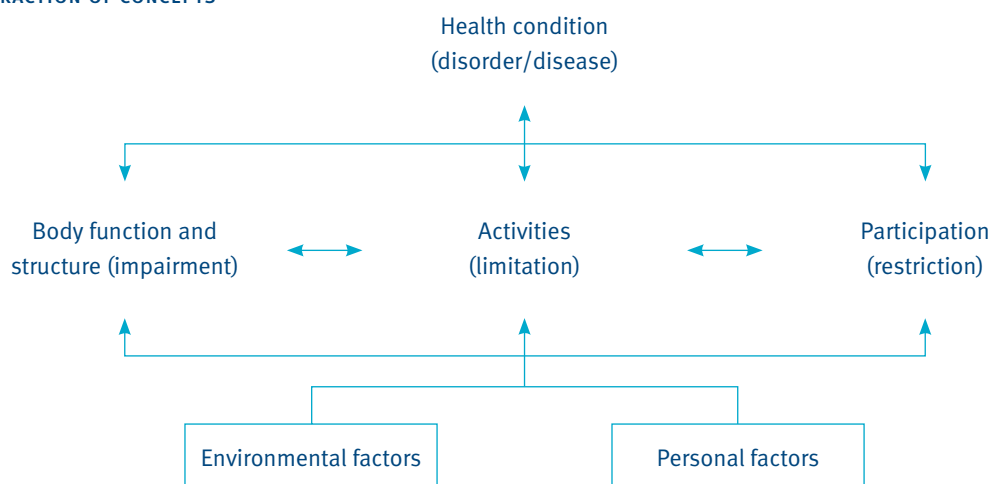 Health condition
(disorder/disease)
Body function and
structure (impairment)
Activities
(limitation)
Participation
(restriction)
Environmental factors
Personal factors